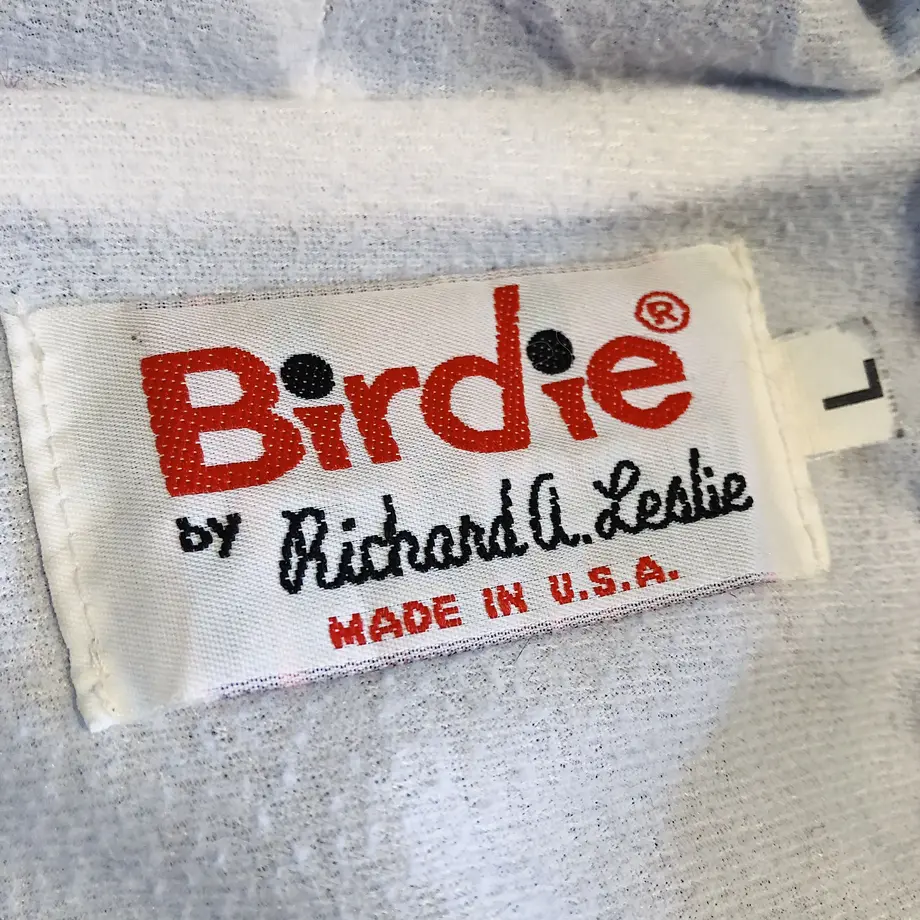 Birdie®
by Richard A. Leslie
MADE IN U.S.A.
L